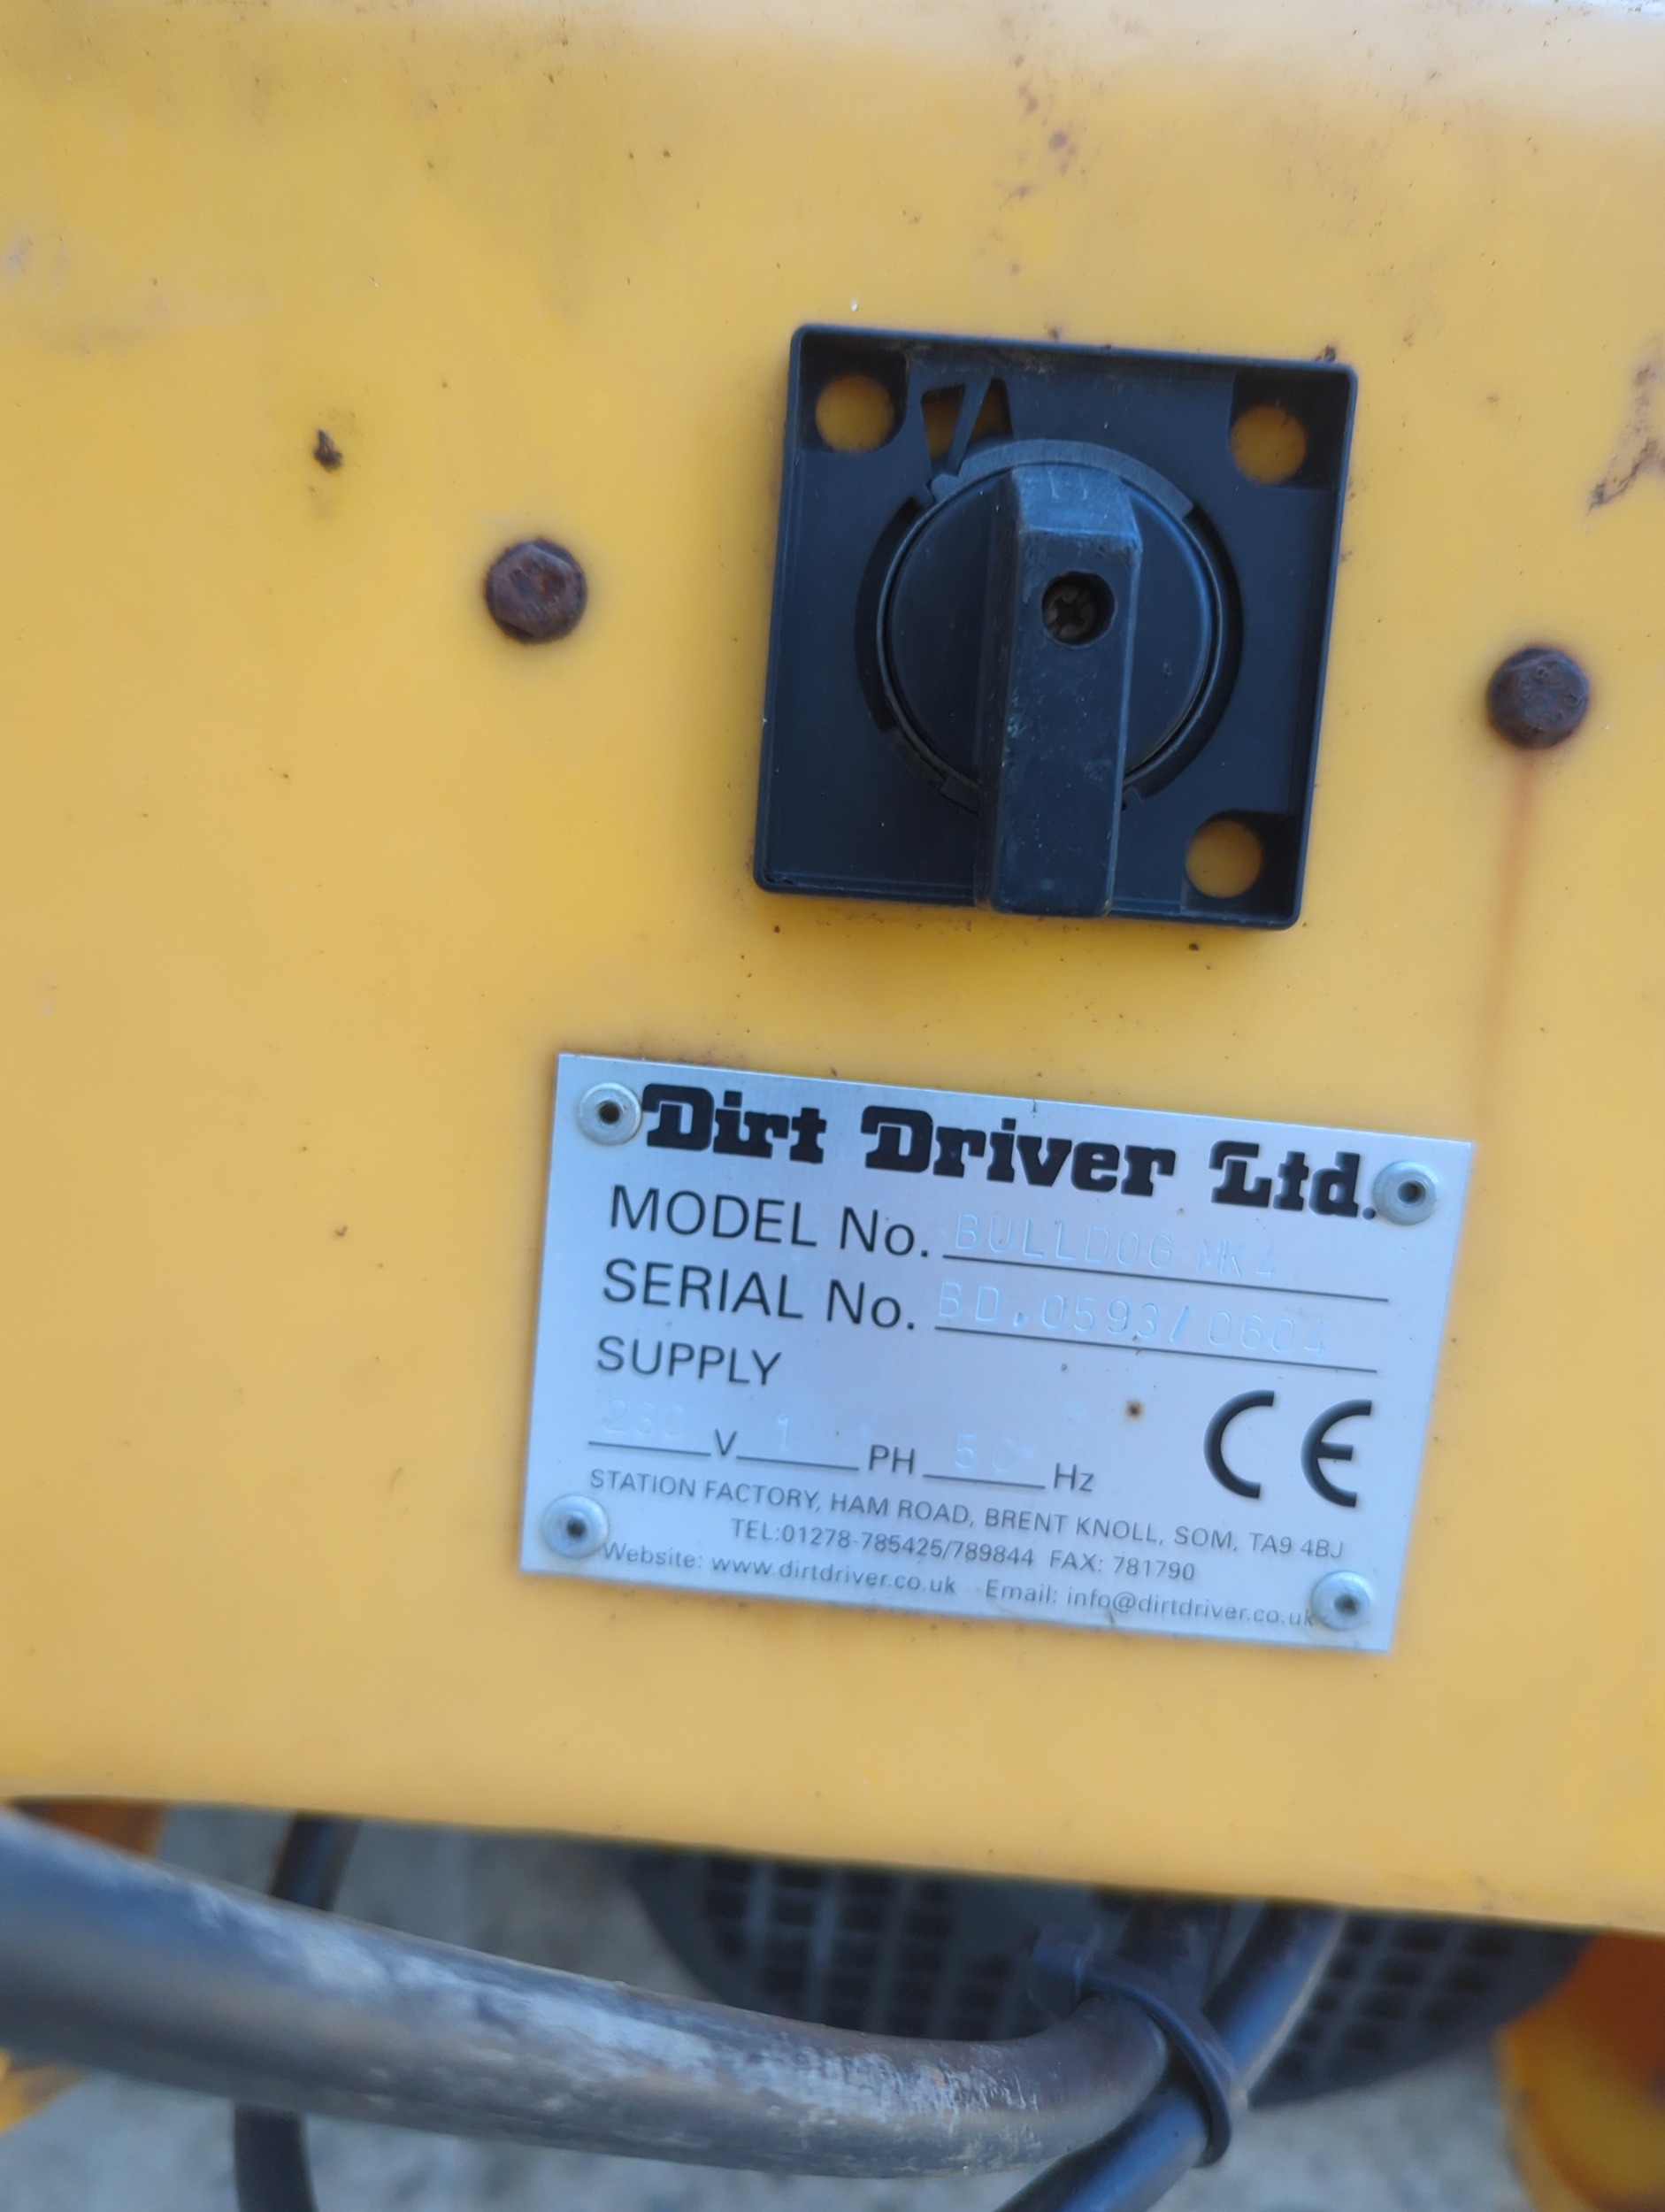 Dirt Driver Ltd.
MODEL No. BULLDOG MK4
SERIAL No. BD.0593/0604
SUPPLY
230 V 1 PH 50 Hz
CE
STATION FACTORY, HAM ROAD, BRENT KNOLL, SOM, TA9 4BJ
TEL:01278-785425/789844 FAX: 781790
Website: www.dirtdriver.co.uk Email: info@dirtdriver.co.uk